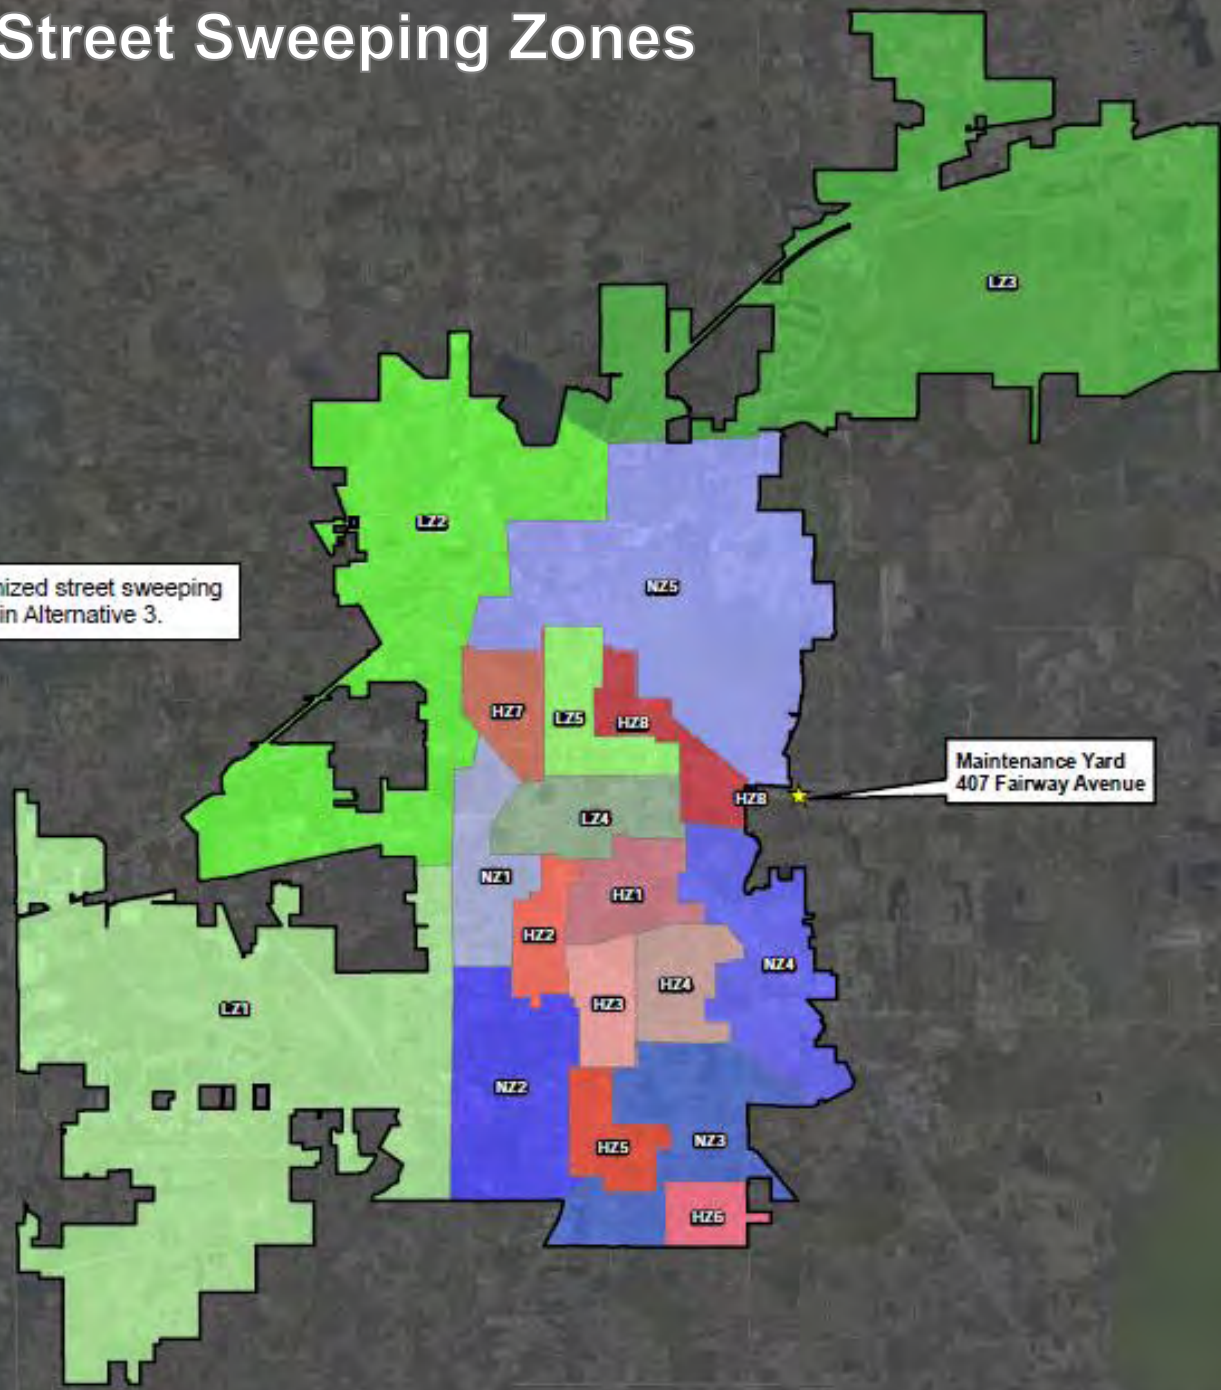 Street Sweeping Zones
LZ3
LZ2
nized street sweeping
in Alternative 3.
NZ5
HZ7
LZ5
HZ8
Maintenance Yard
407 Fairway Avenue
HZ8
LZ4
NZ1
HZ1
HZ2
NZ4
HZ4
HZ3
LZ1
NZ2
NZ3
HZ5
HZ6